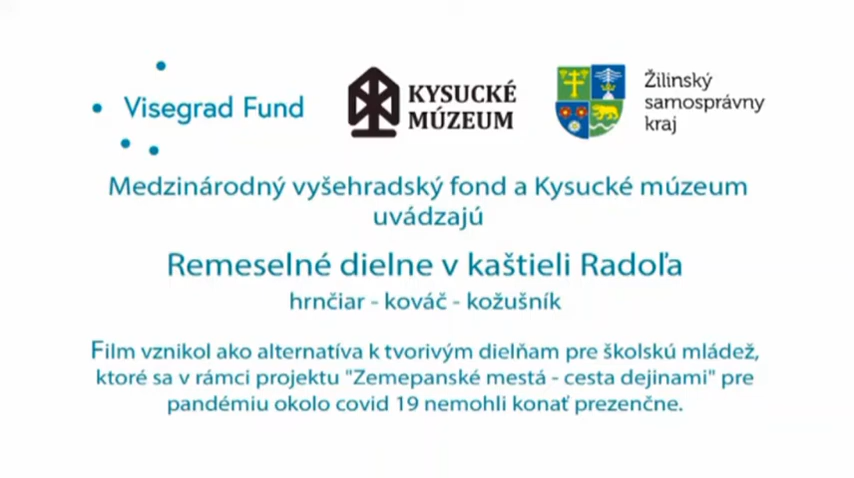 Visegrad Fund
KYSUCKÉ
MÚZEUM
Žilinský
samosprávny
kraj
Medzinárodný vyšehradský fond a Kysucké múzeum
uvádzajú
Remeselné dielne v kaštieli Radoľa
hrnčiar - kováč - kožušník
Film vznikol ako alternatíva k tvorivým dielňam pre školskú mládež,
ktoré sa v rámci projektu "Zemepanské mestá - cesta dejinami" pre
pandémiu okolo covid 19 nemohli konať prezenčne.